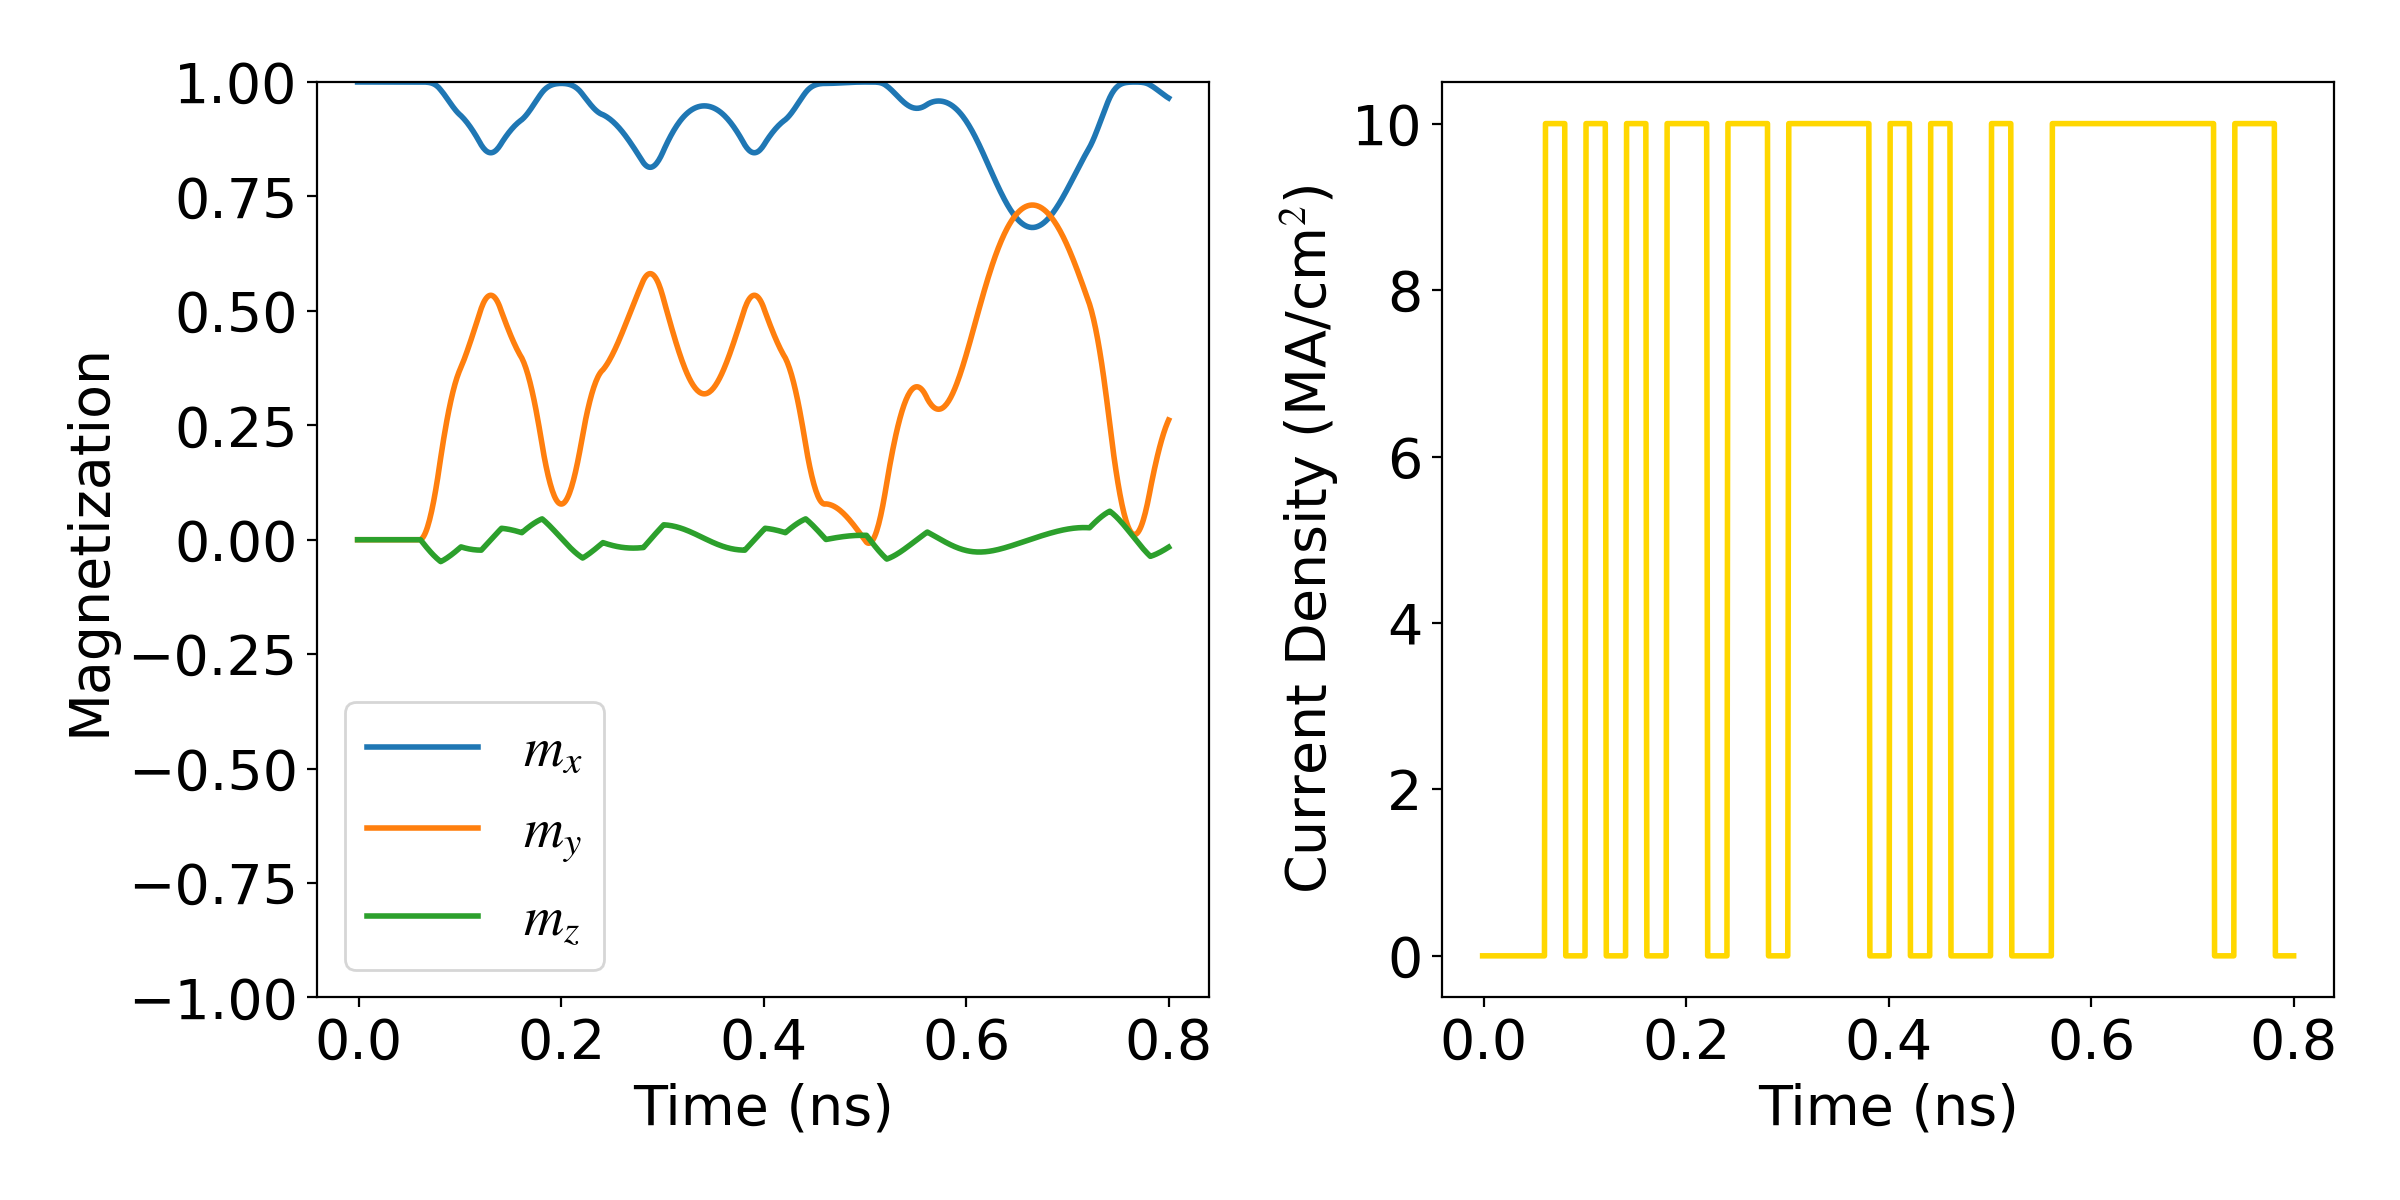 1.00
0.75
0.50
0.25
0.00
−0.25
−0.50
−0.75
−1.00
Magnetization
m_x
m_y
m_z
0.0 0.2 0.4 0.6 0.8
Time (ns)
10
8
6
4
2
0
Current Density (MA/cm²)
0.0 0.2 0.4 0.6 0.8
Time (ns)